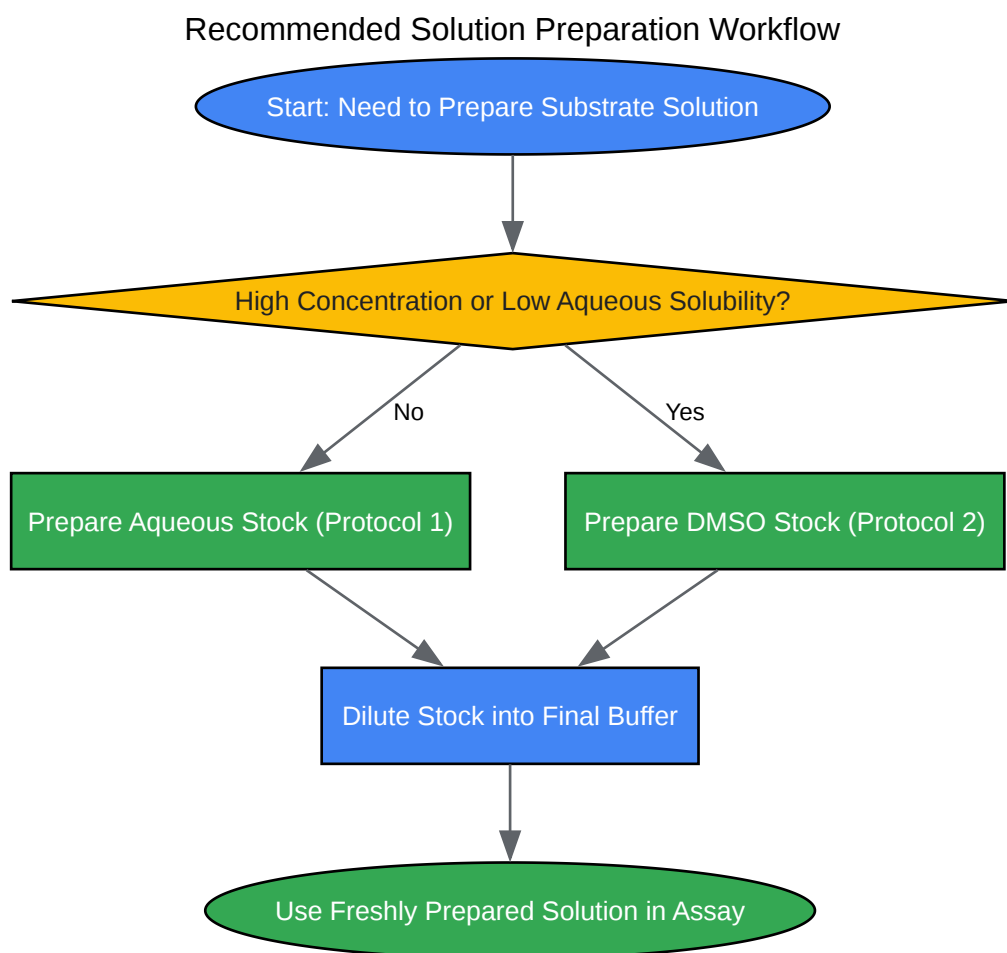 Recommended Solution Preparation Workflow
Start: Need to Prepare Substrate Solution
High Concentration or Low Aqueous Solubility?
No
Yes
Prepare Aqueous Stock (Protocol 1)
Prepare DMSO Stock (Protocol 2)
Dilute Stock into Final Buffer
Use Freshly Prepared Solution in Assay